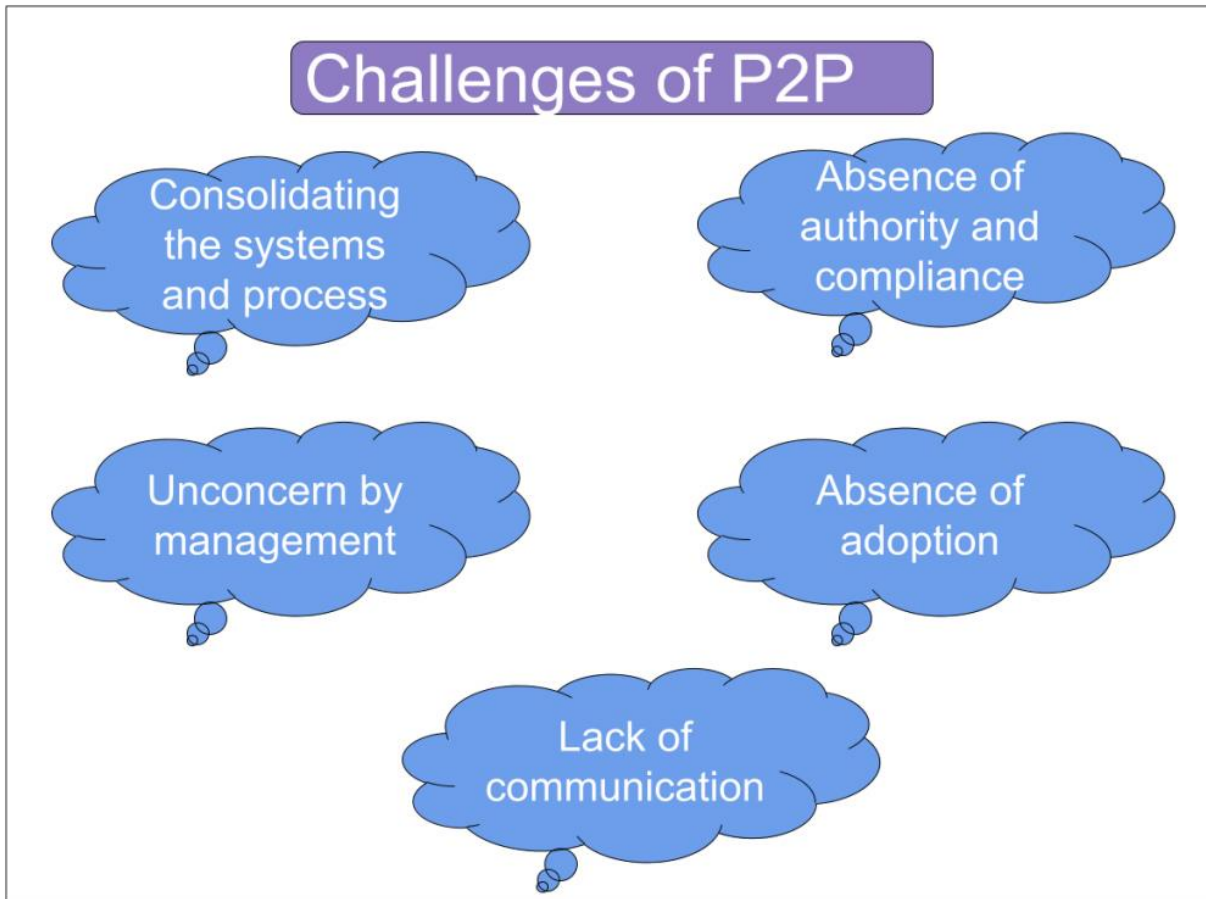 Challenges of P2P
Consolidating
the systems
and process
Absence of
authority and
compliance
Unconcern by
management
Absence of
adoption
Lack of
communication